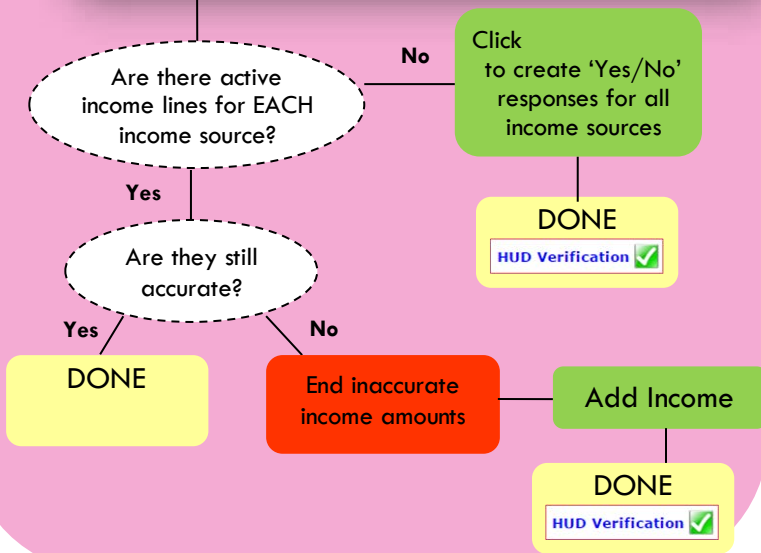 Are there active
income lines for EACH
income source?
No
Click
to create ‘Yes/No’
responses for all
income sources
Yes
DONE
HUD Verification
Are they still
accurate?
Yes
No
DONE
End inaccurate
income amounts
Add Income
DONE
HUD Verification